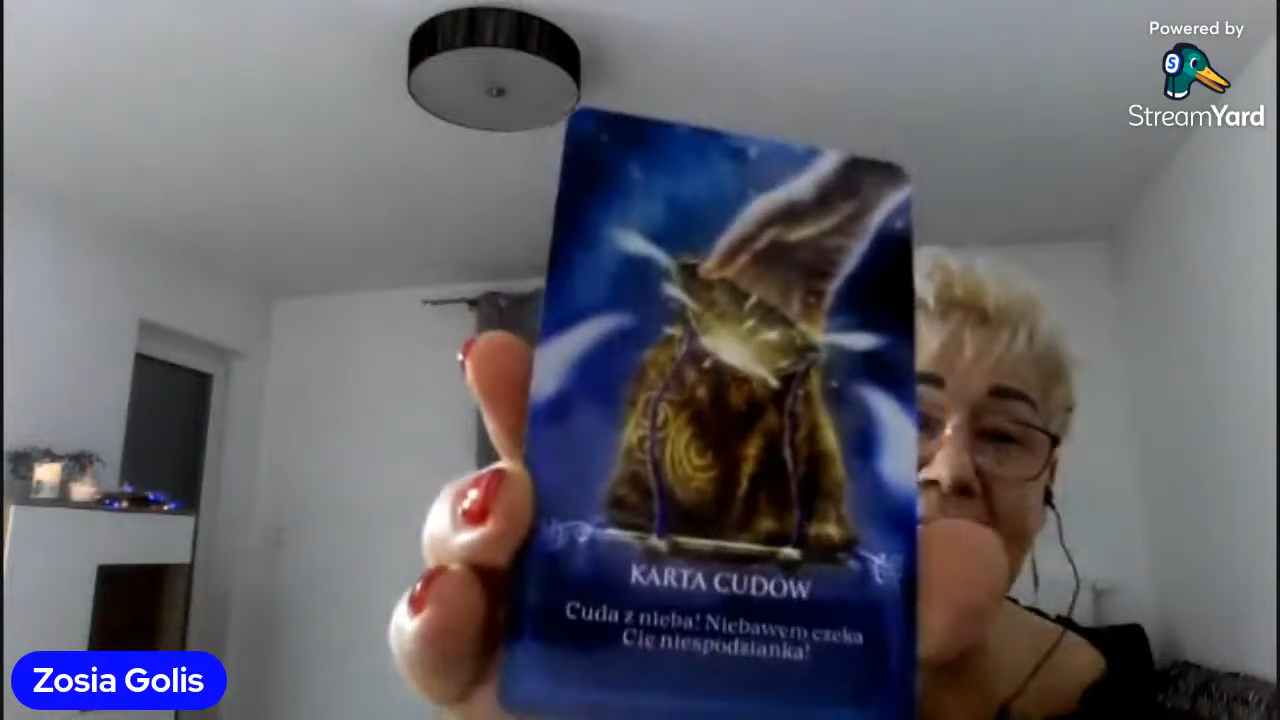 Powered by
StreamYard
KARTA CUDÓW
Cuda z nieba! Niebawem czeka
Cię niespodzianka!
Zosia Golis